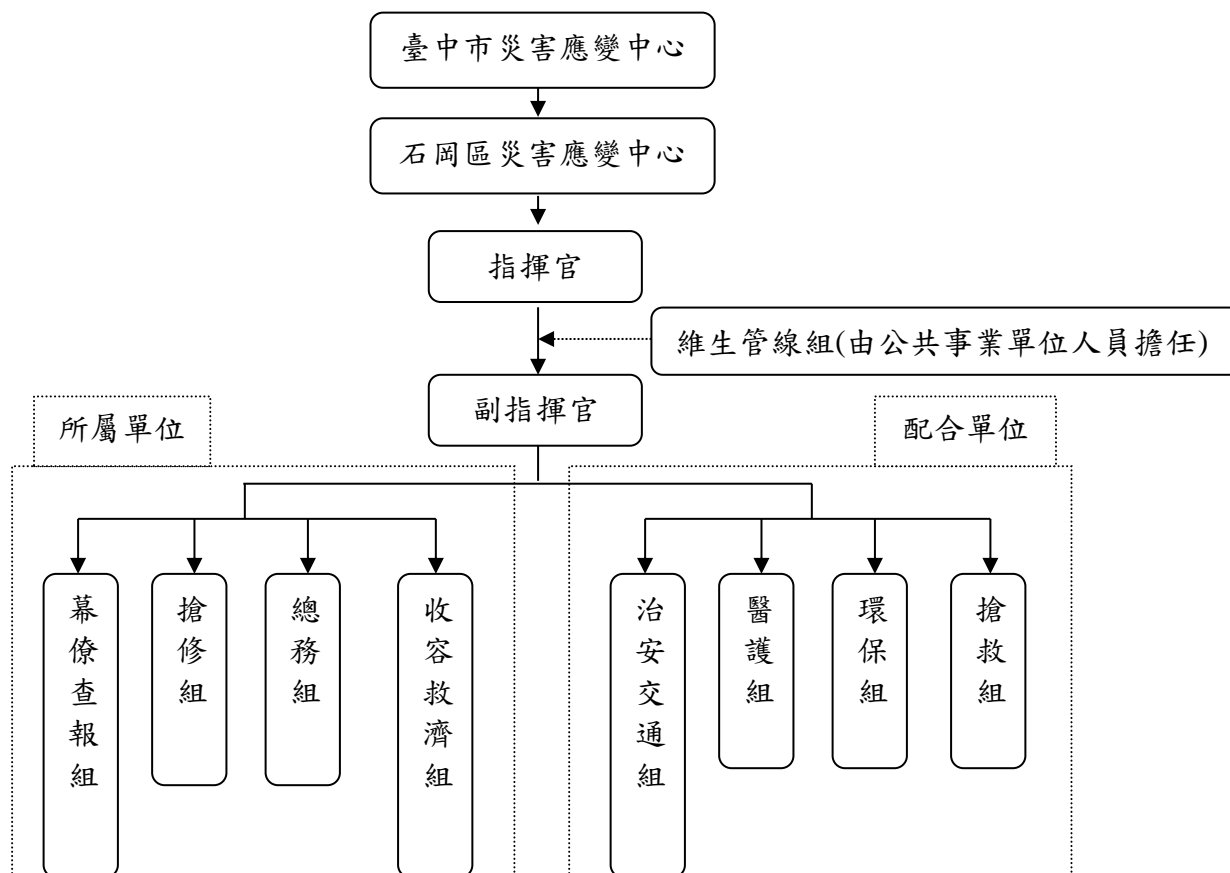 臺中市災害應變中心
石岡區災害應變中心
指揮官
維生管線組(由公共事業單位人員擔任)
副指揮官
所屬單位
配合單位
幕僚查報組
搶修組
總務組
收容救濟組
治安交通組
醫護組
環保組
搶救組